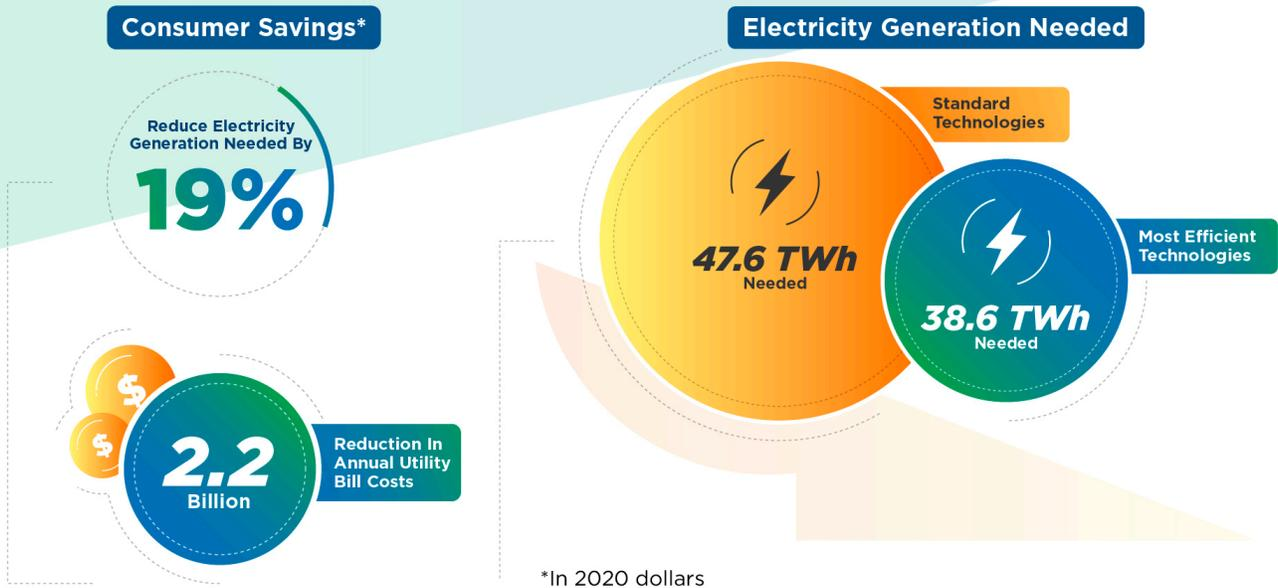 Consumer Savings*
Reduce Electricity
Generation Needed By
19%
$
$
2.2
Billion
Reduction In
Annual Utility
Bill Costs
Electricity Generation Needed
Standard
Technologies
47.6 TWh
Needed
Most Efficient
Technologies
38.6 TWh
Needed
*In 2020 dollars